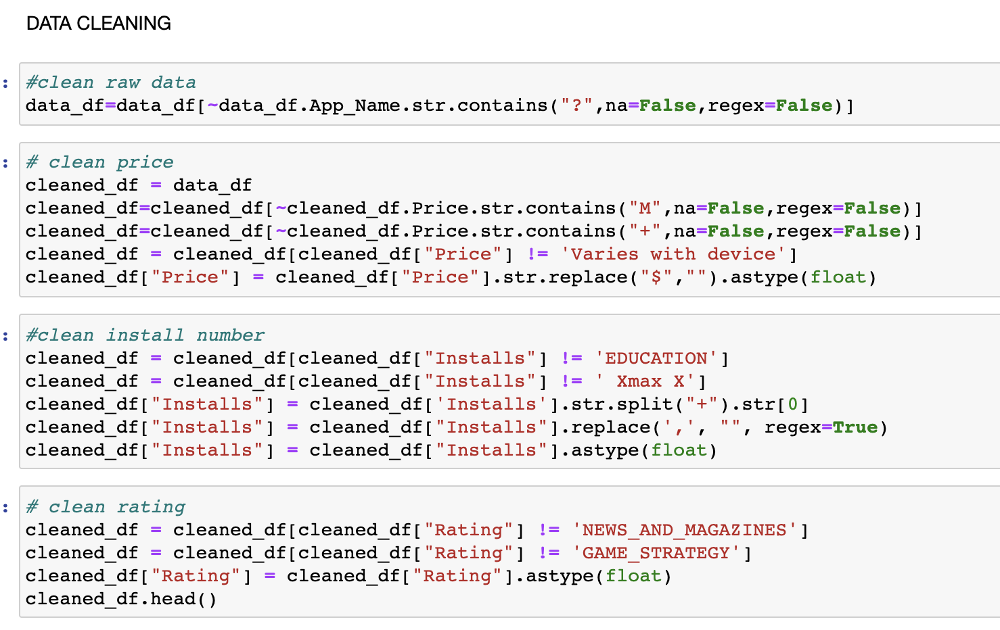 DATA CLEANING
: #clean raw data
data_df=data_df[~data_df.App_Name.str.contains("?",na=False,regex=False)]
: # clean price
cleaned_df = data_df
cleaned_df=cleaned_df[~cleaned_df.Price.str.contains("M",na=False,regex=False)]
cleaned_df=cleaned_df[~cleaned_df.Price.str.contains("+",na=False,regex=False)]
cleaned_df = cleaned_df[cleaned_df["Price"] != 'Varies with device']
cleaned_df["Price"] = cleaned_df["Price"].str.replace("$","").astype(float)
: #clean install number
cleaned_df = cleaned_df[cleaned_df["Installs"] != 'EDUCATION']
cleaned_df = cleaned_df[cleaned_df["Installs"] != ' Xmax X']
cleaned_df["Installs"] = cleaned_df['Installs'].str.split("+").str[0]
cleaned_df["Installs"] = cleaned_df["Installs"].replace(',', "", regex=True)
cleaned_df["Installs"] = cleaned_df["Installs"].astype(float)
: # clean rating
cleaned_df = cleaned_df[cleaned_df["Rating"] != 'NEWS_AND_MAGAZINES']
cleaned_df = cleaned_df[cleaned_df["Rating"] != 'GAME_STRATEGY']
cleaned_df["Rating"] = cleaned_df["Rating"].astype(float)
cleaned_df.head()